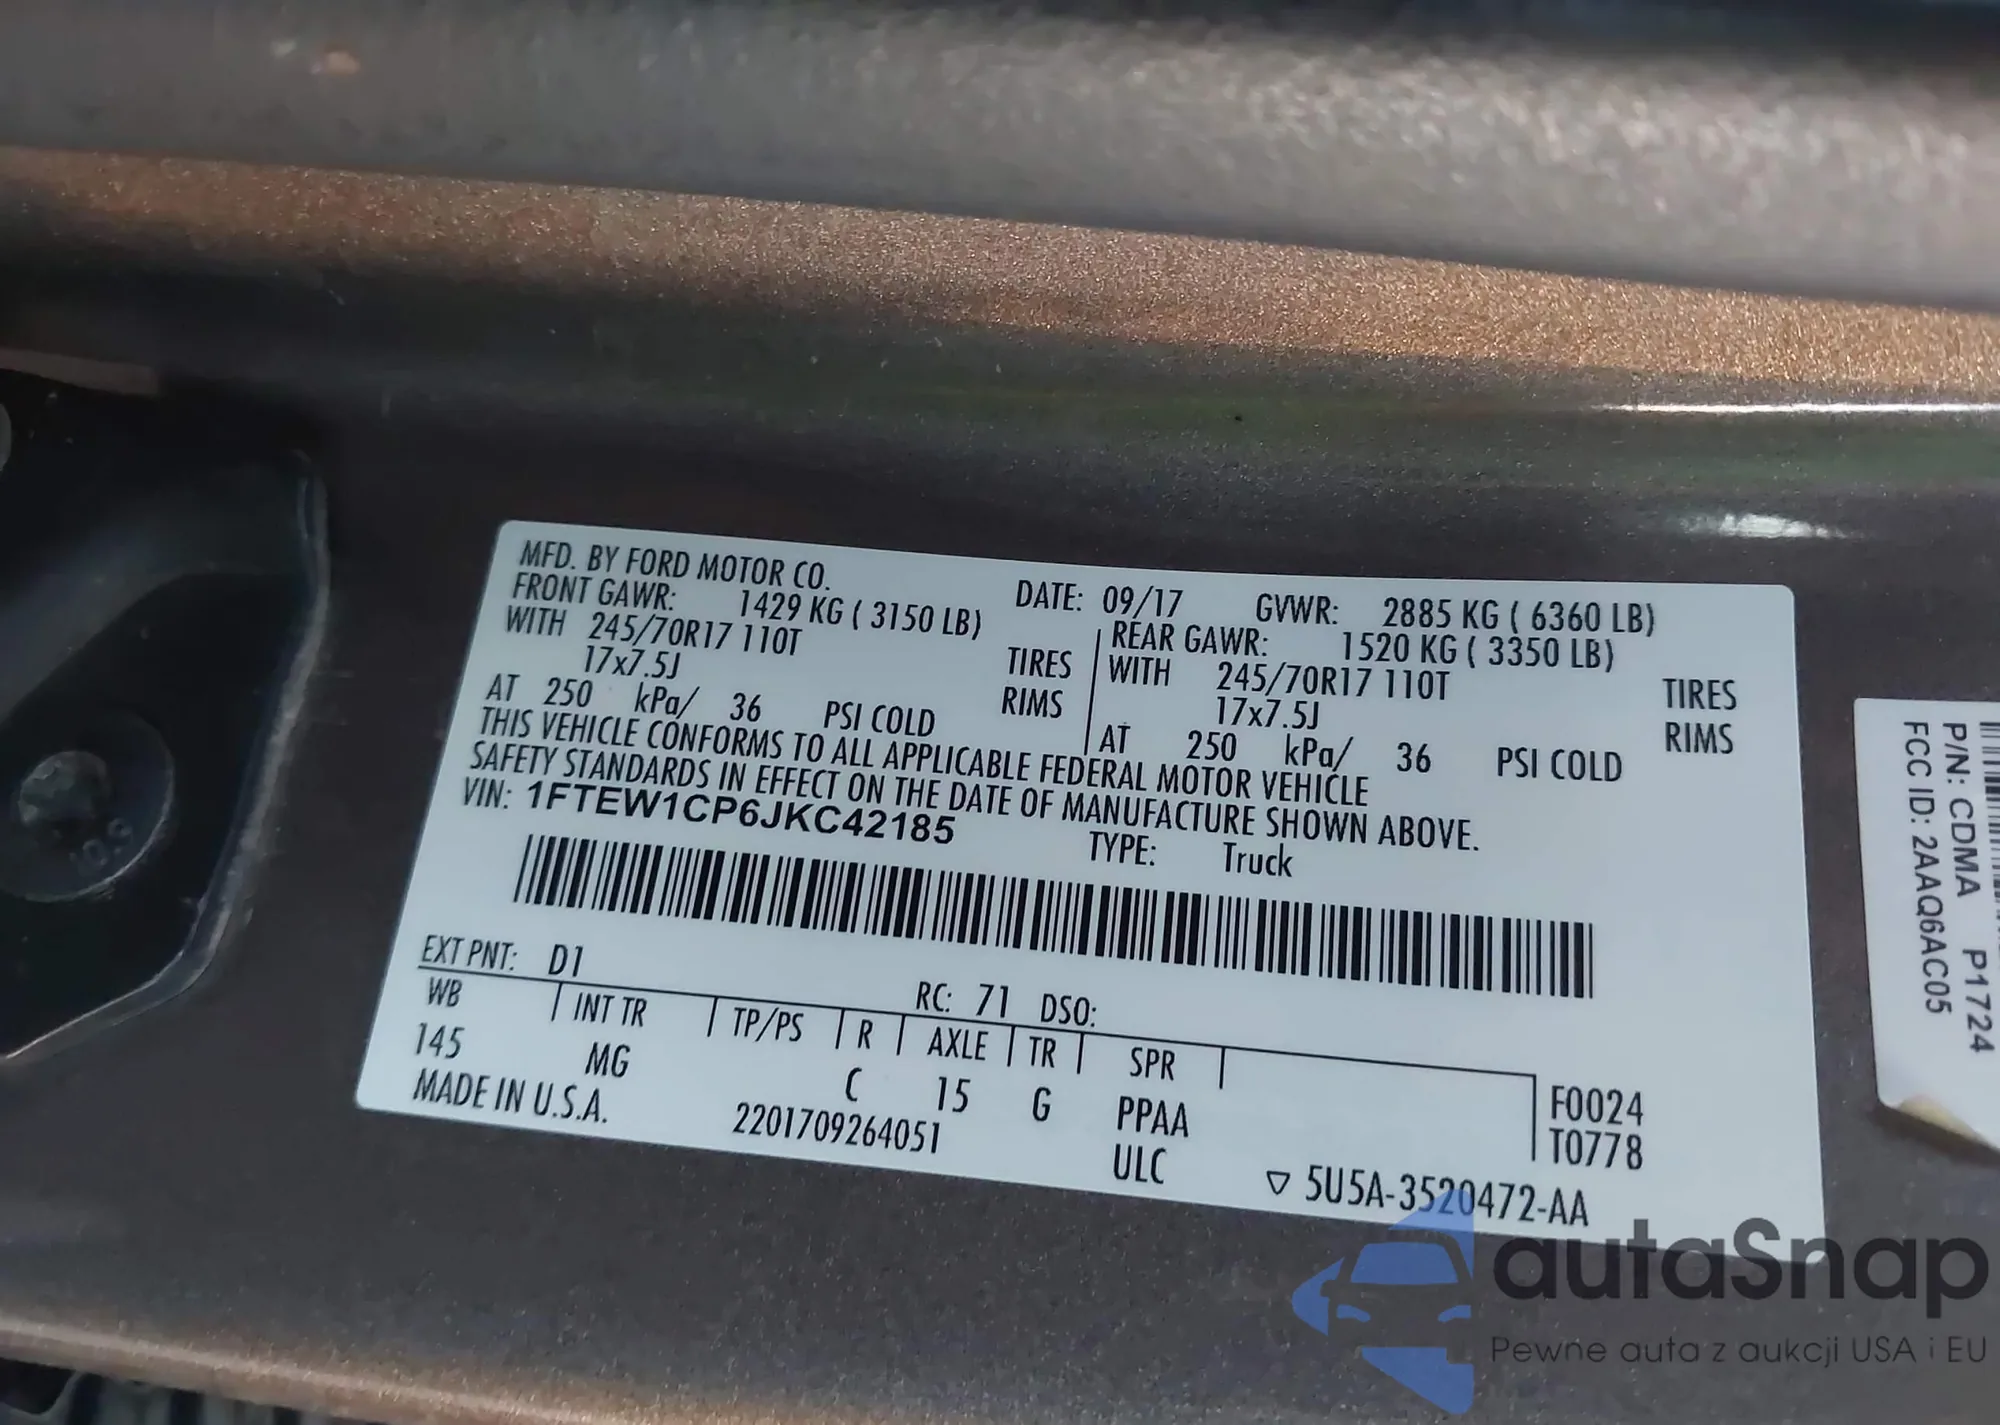 MFD. BY FORD MOTOR CO.
DATE: 09/17 GVWR: 2885 KG ( 6360 LB)
FRONT GAWR: 1429 KG ( 3150 LB)
REAR GAWR: 1520 KG ( 3350 LB)
WITH 245/70R17 110T TIRES
WITH 245/70R17 110T TIRES
17x7.5J RIMS
17x7.5J RIMS
AT 250 kPa/ 36 PSI COLD
AT 250 kPa/ 36 PSI COLD
THIS VEHICLE CONFORMS TO ALL APPLICABLE FEDERAL MOTOR VEHICLE
SAFETY STANDARDS IN EFFECT ON THE DATE OF MANUFACTURE SHOWN ABOVE.
VIN: 1FTEW1CP6JKC42185
TYPE: Truck
EXT PNT: D1 RC: 71 DSO:
WB INT TR TP/PS R AXLE TR SPR
145 MG C 15 G PPAA
F0024
T0778
MADE IN U.S.A. 2201709264051 ULC
▽ 5U5A-3520472-AA
P/N: CDMA P1724
FCC ID: 2AAQ6AC05
10.9
autaSnap
Pewne auta z aukcji USA i EU